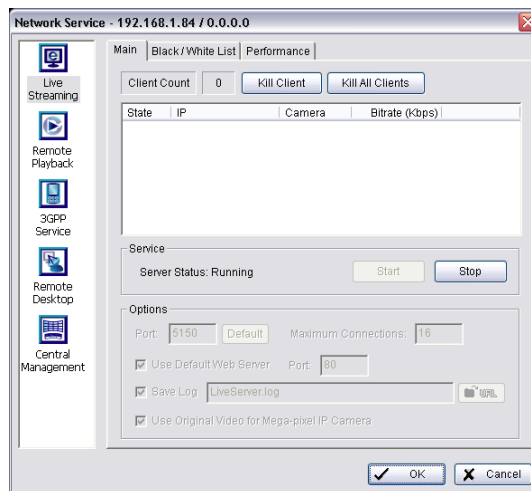 Network Service - 192.168.1.84 / 0.0.0.0
Live Streaming
Remote Playback
3GPP Service
Remote Desktop
Central Management
Main Black / White List Performance
Client Count 0 Kill Client Kill All Clients
State IP Camera Bitrate (Kbps)
Service
Server Status: Running Start Stop
Options
Port: 5150 Default Maximum Connections: 16
Use Default Web Server Port: 80
Save Log LiveServer.log URL
Use Original Video for Mega-pixel IP Camera
OK Cancel